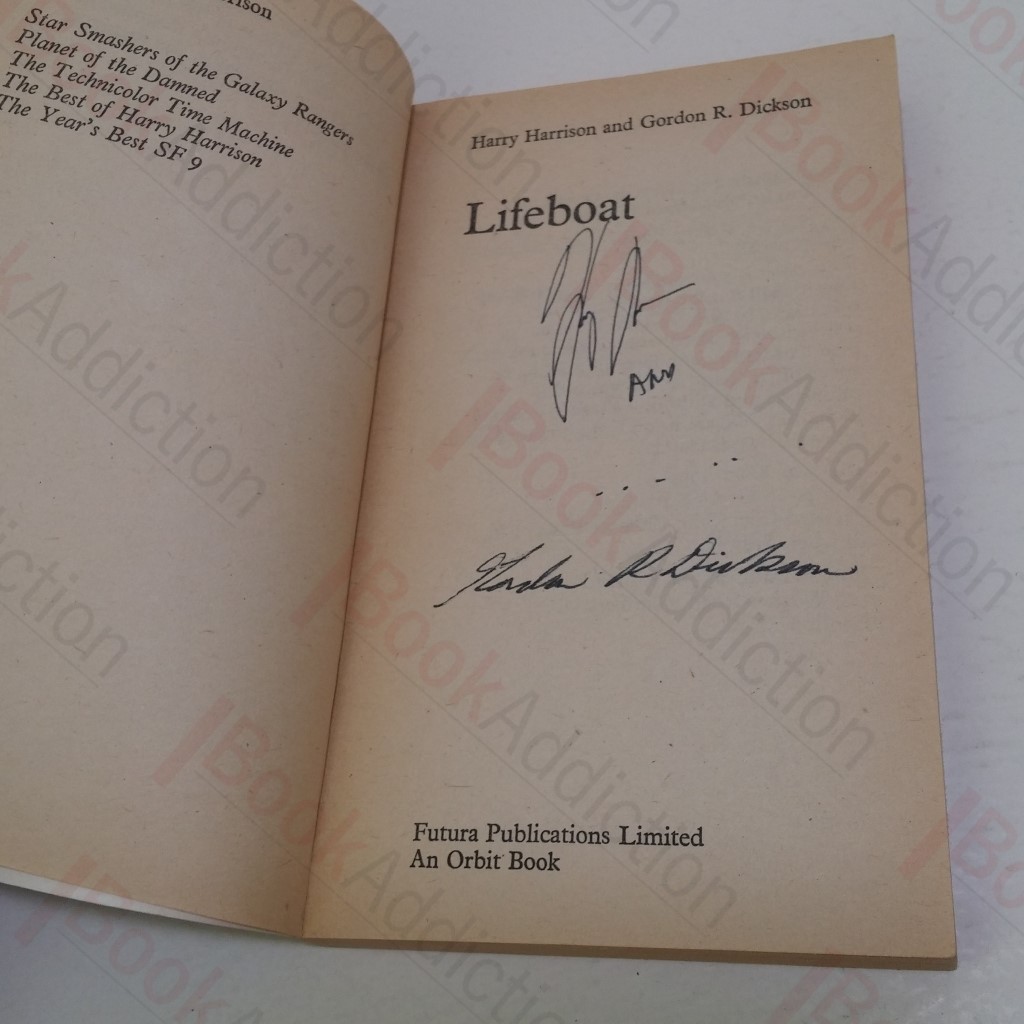 Star Smashers of the Galaxy Rangers
Planet of the Damned
The Technicolor Time Machine
The Best of Harry Harrison
The Year's Best SF 9
Harry Harrison and Gordon R. Dickson
Lifeboat
AND
Gordon R Dickson
Futura Publications Limited
An Orbit Book
BookAddiction